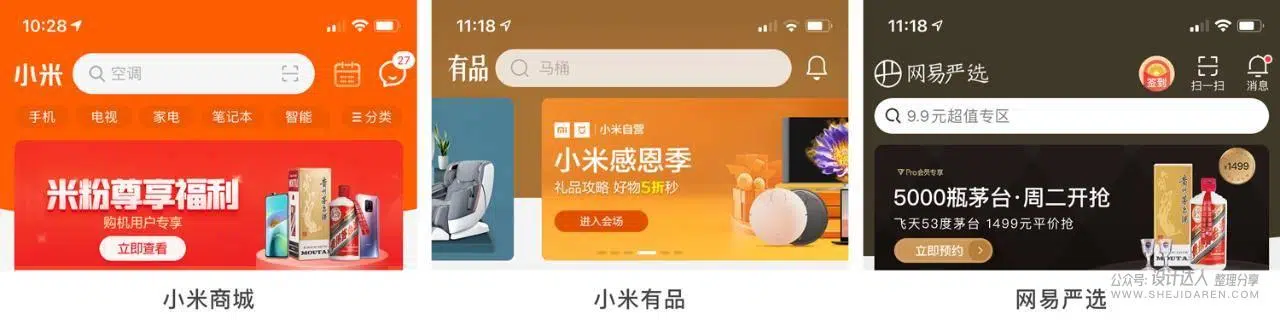 10:28
小米
空调
27
手机 电视 家电 笔记本 智能 分类
米粉尊享福利
购机用户专享
立即查看
贵州茅台酒
MOUTAI
小米商城
11:18
有品
马桶
小米自营
小米感恩季
礼品攻略 好物5折秒
进入会场
小米有品
11:18
网易严选
签到
扫一扫
消息
9.9元超值专区
Pro会员专享
5000瓶茅台·周二开抢
飞天53度茅台 1499元平价抢
立即预约
¥1499
网易严选
公众号: 设计达人 整理分享
WWW.SHEJIDAREN.COM